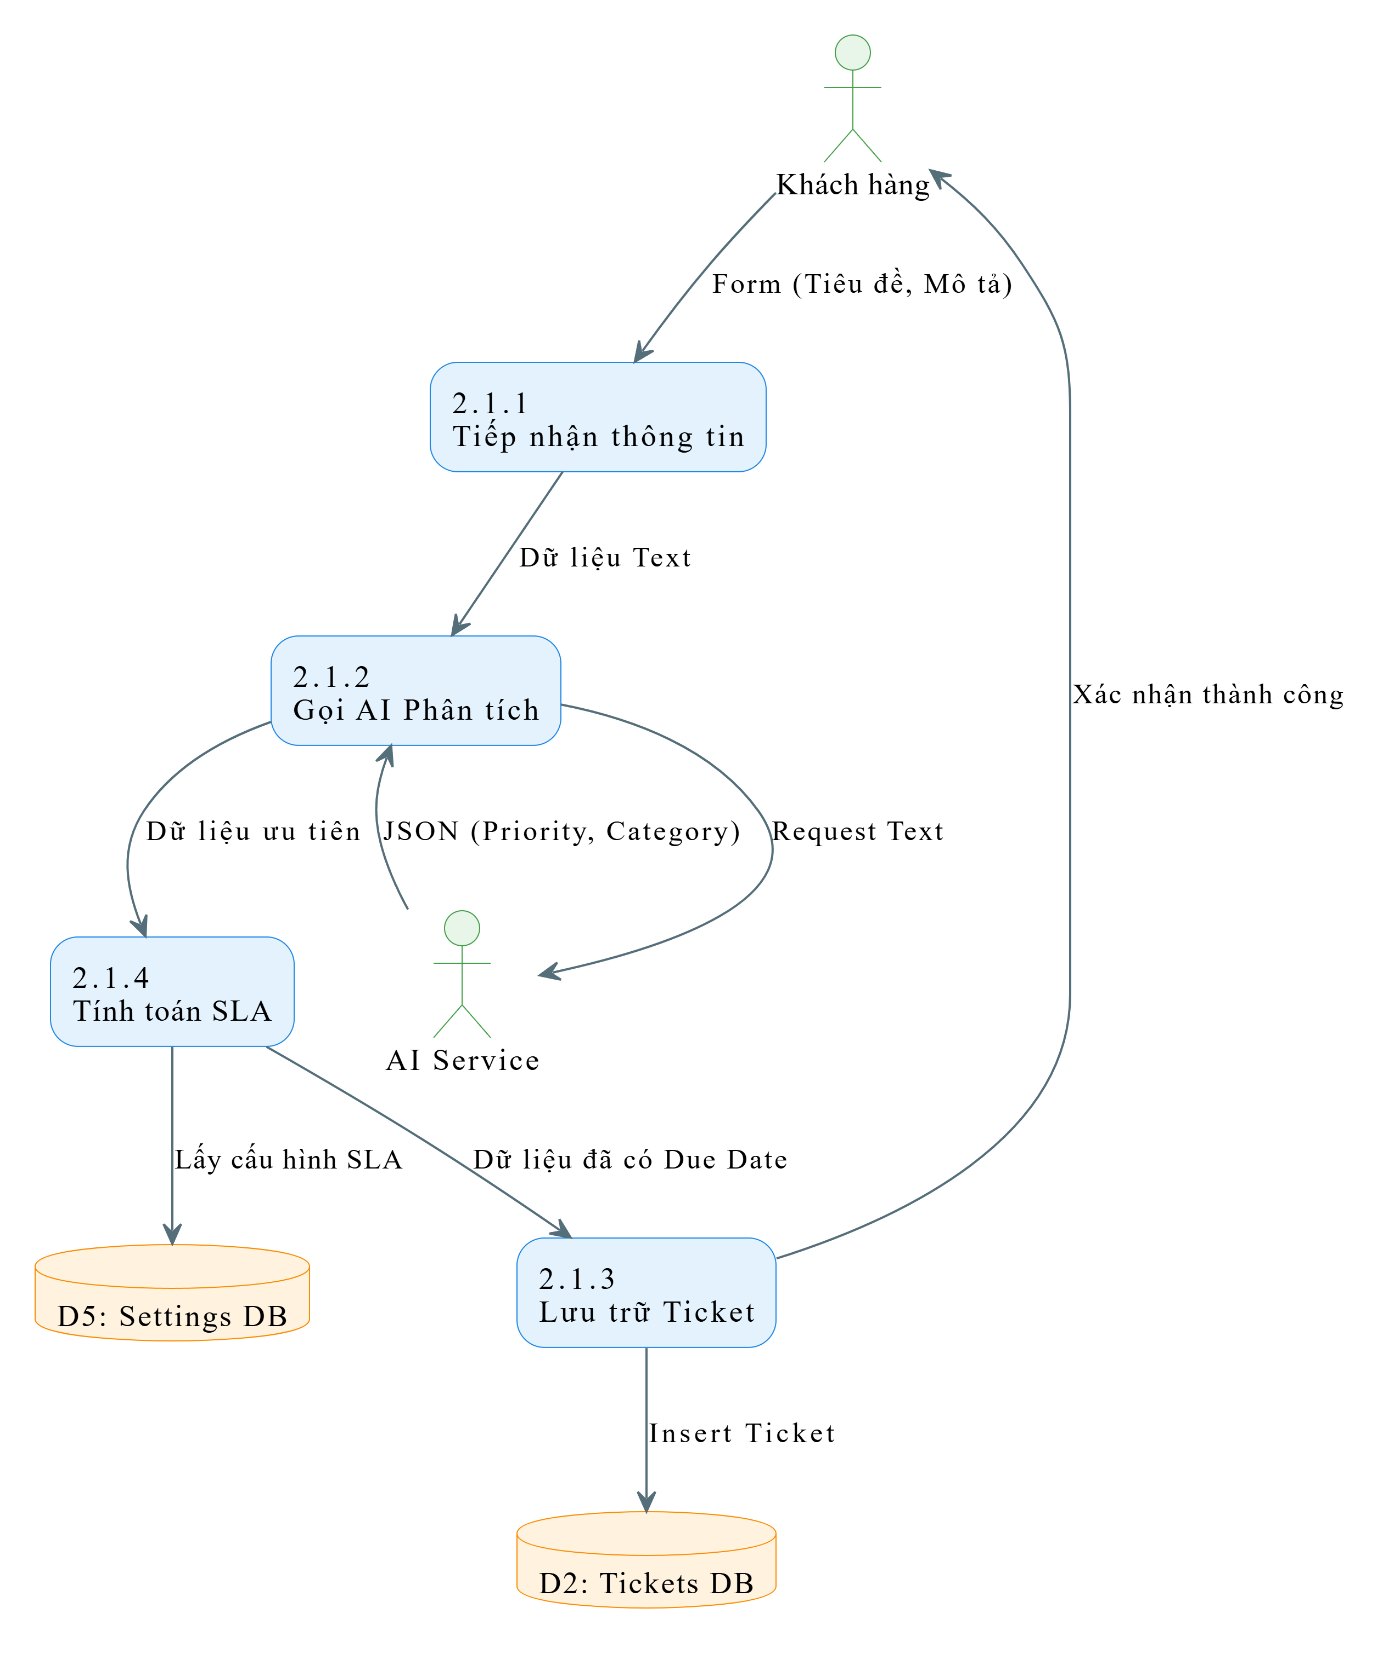 Khách hàng
Form (Tiêu đề, Mô tả)
2.1.1
Tiếp nhận thông tin
Dữ liệu Text
2.1.2
Gọi AI Phân tích
Xác nhận thành công
Dữ liệu ưu tiên
JSON (Priority, Category)
Request Text
2.1.4
Tính toán SLA
AI Service
Lấy cấu hình SLA
Dữ liệu đã có Due Date
D5: Settings DB
2.1.3
Lưu trữ Ticket
Insert Ticket
D2: Tickets DB